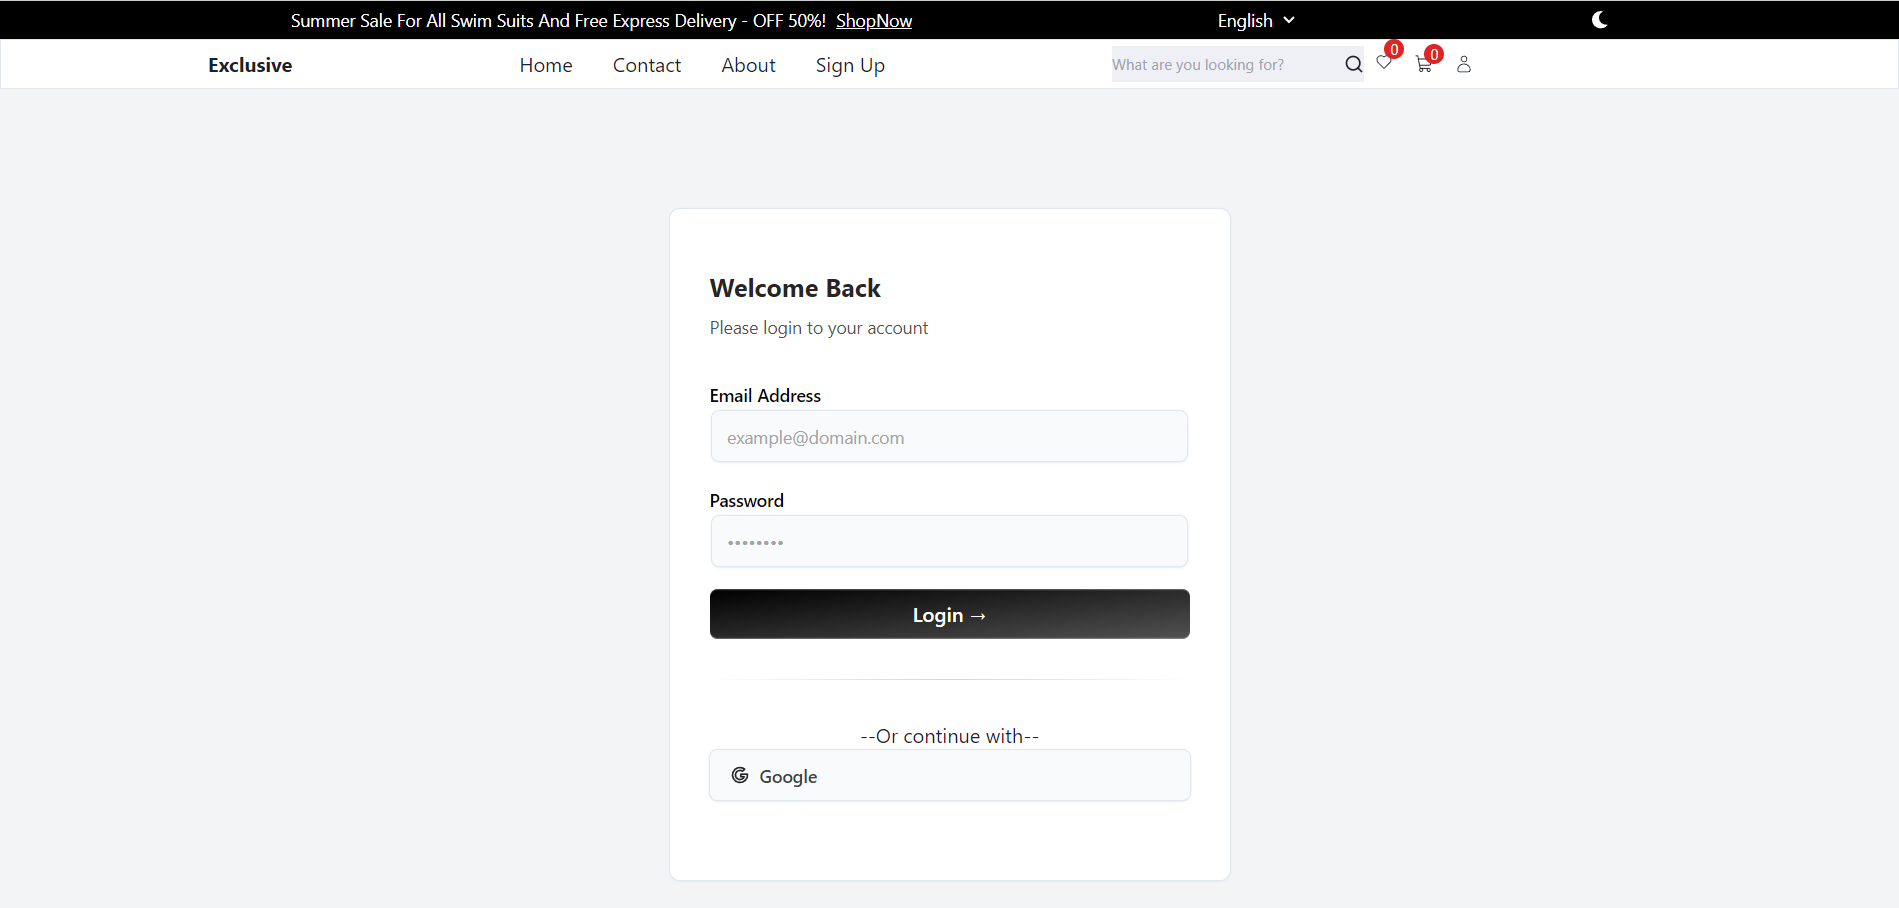 Summer Sale For All Swim Suits And Free Express Delivery - OFF 50%! ShopNow English
Exclusive Home Contact About Sign Up What are you looking for? 0 0
Welcome Back
Please login to your account
Email Address
example@domain.com
Password
••••••••
Login →
--Or continue with--
Google